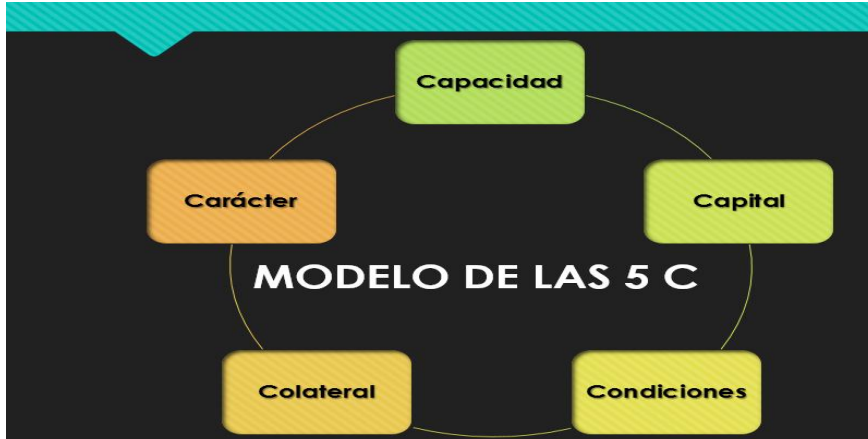 Capacidad
Carácter
Capital
MODELO DE LAS 5 C
Colateral
Condiciones